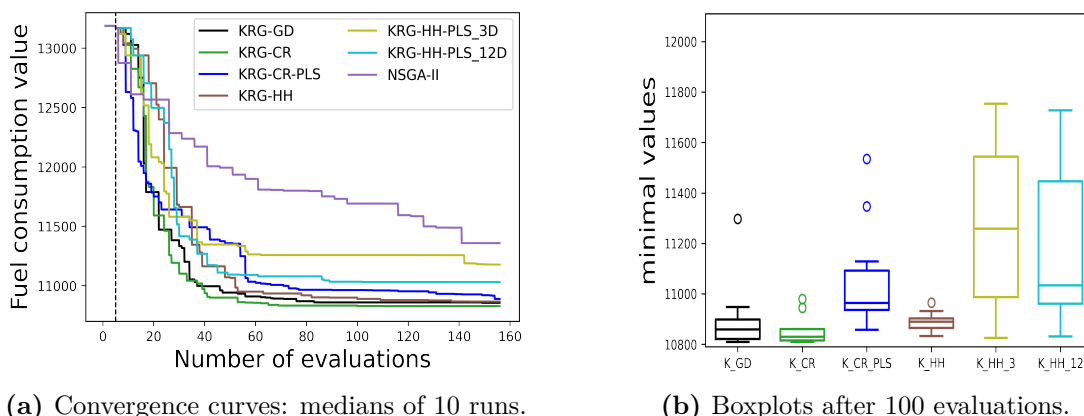 KRG-GD
KRG-CR
KRG-CR-PLS
KRG-HH
KRG-HH-PLS_3D
KRG-HH-PLS_12D
NSGA-II
Fuel consumption value
13000
12500
12000
11500
11000
0 20 40 60 80 100 120 140 160
Number of evaluations
(a) Convergence curves: medians of 10 runs.
minimal values
12000
11800
11600
11400
11200
11000
10800
K_GD K_CR K_CR_PLS K_HH K_HH_3 K_HH_12
(b) Boxplots after 100 evaluations.